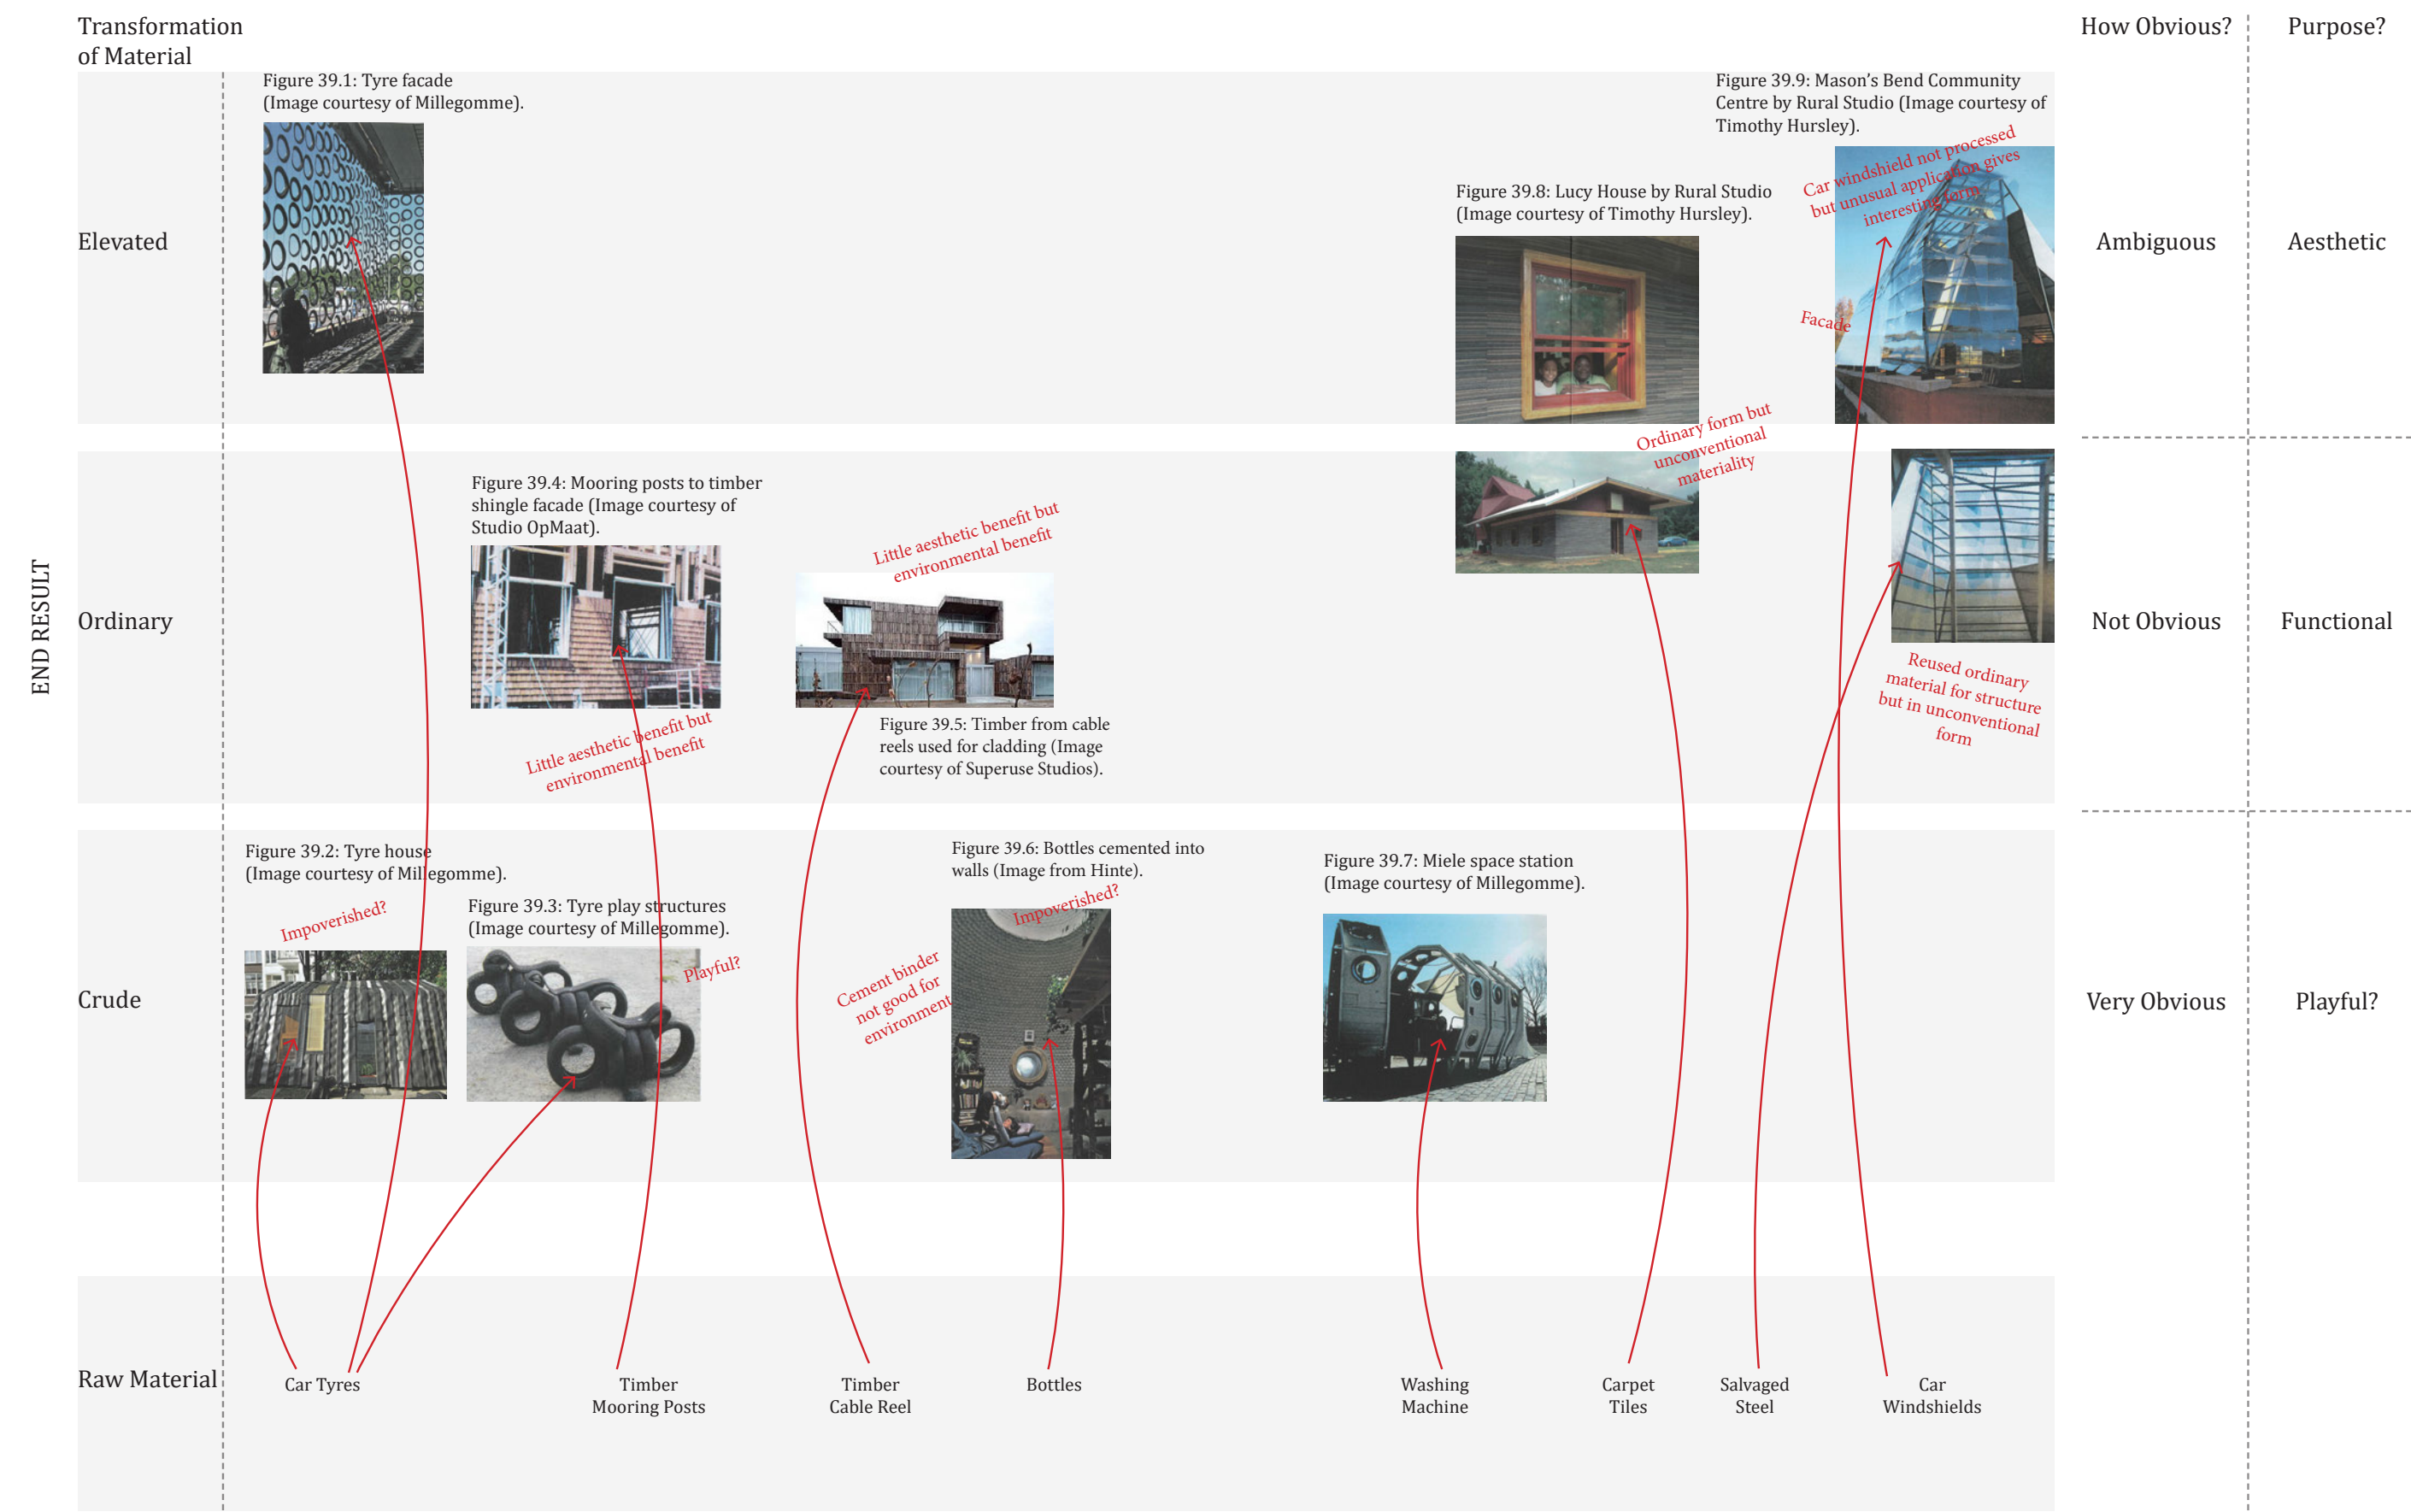 Transformation
of Material
How Obvious?
Purpose?
Figure 39.1: Tyre facade
(Image courtesy of Millegomme).
Figure 39.9: Mason's Bend Community
Centre by Rural Studio (Image courtesy of
Timothy Hursley).
Car windshield not processed
but unusual application gives
interesting form
Figure 39.8: Lucy House by Rural Studio
(Image courtesy of Timothy Hursley).
Elevated
Facade
Ambiguous
Aesthetic
Ordinary form but
unconventional
materiality
END RESULT
Figure 39.4: Mooring posts to timber
shingle facade (Image courtesy of
Studio OpMaat).
Little aesthetic benefit but
environmental benefit
Ordinary
Not Obvious
Functional
Reused ordinary
material for structure
but in unconventional
form
Little aesthetic benefit but
environmental benefit
Figure 39.5: Timber from cable
reels used for cladding (Image
courtesy of Superuse Studios).
Figure 39.2: Tyre house
(Image courtesy of Millegomme).
Impoverished?
Figure 39.3: Tyre play structures
(Image courtesy of Millegomme).
Playful?
Figure 39.6: Bottles cemented into
walls (Image from Hinte).
Impoverished?
Cement binder
not good for
environment
Figure 39.7: Miele space station
(Image courtesy of Millegomme).
Crude
Very Obvious
Playful?
Raw Material
Car Tyres
Timber
Mooring Posts
Timber
Cable Reel
Bottles
Washing
Machine
Carpet
Tiles
Salvaged
Steel
Car
Windshields